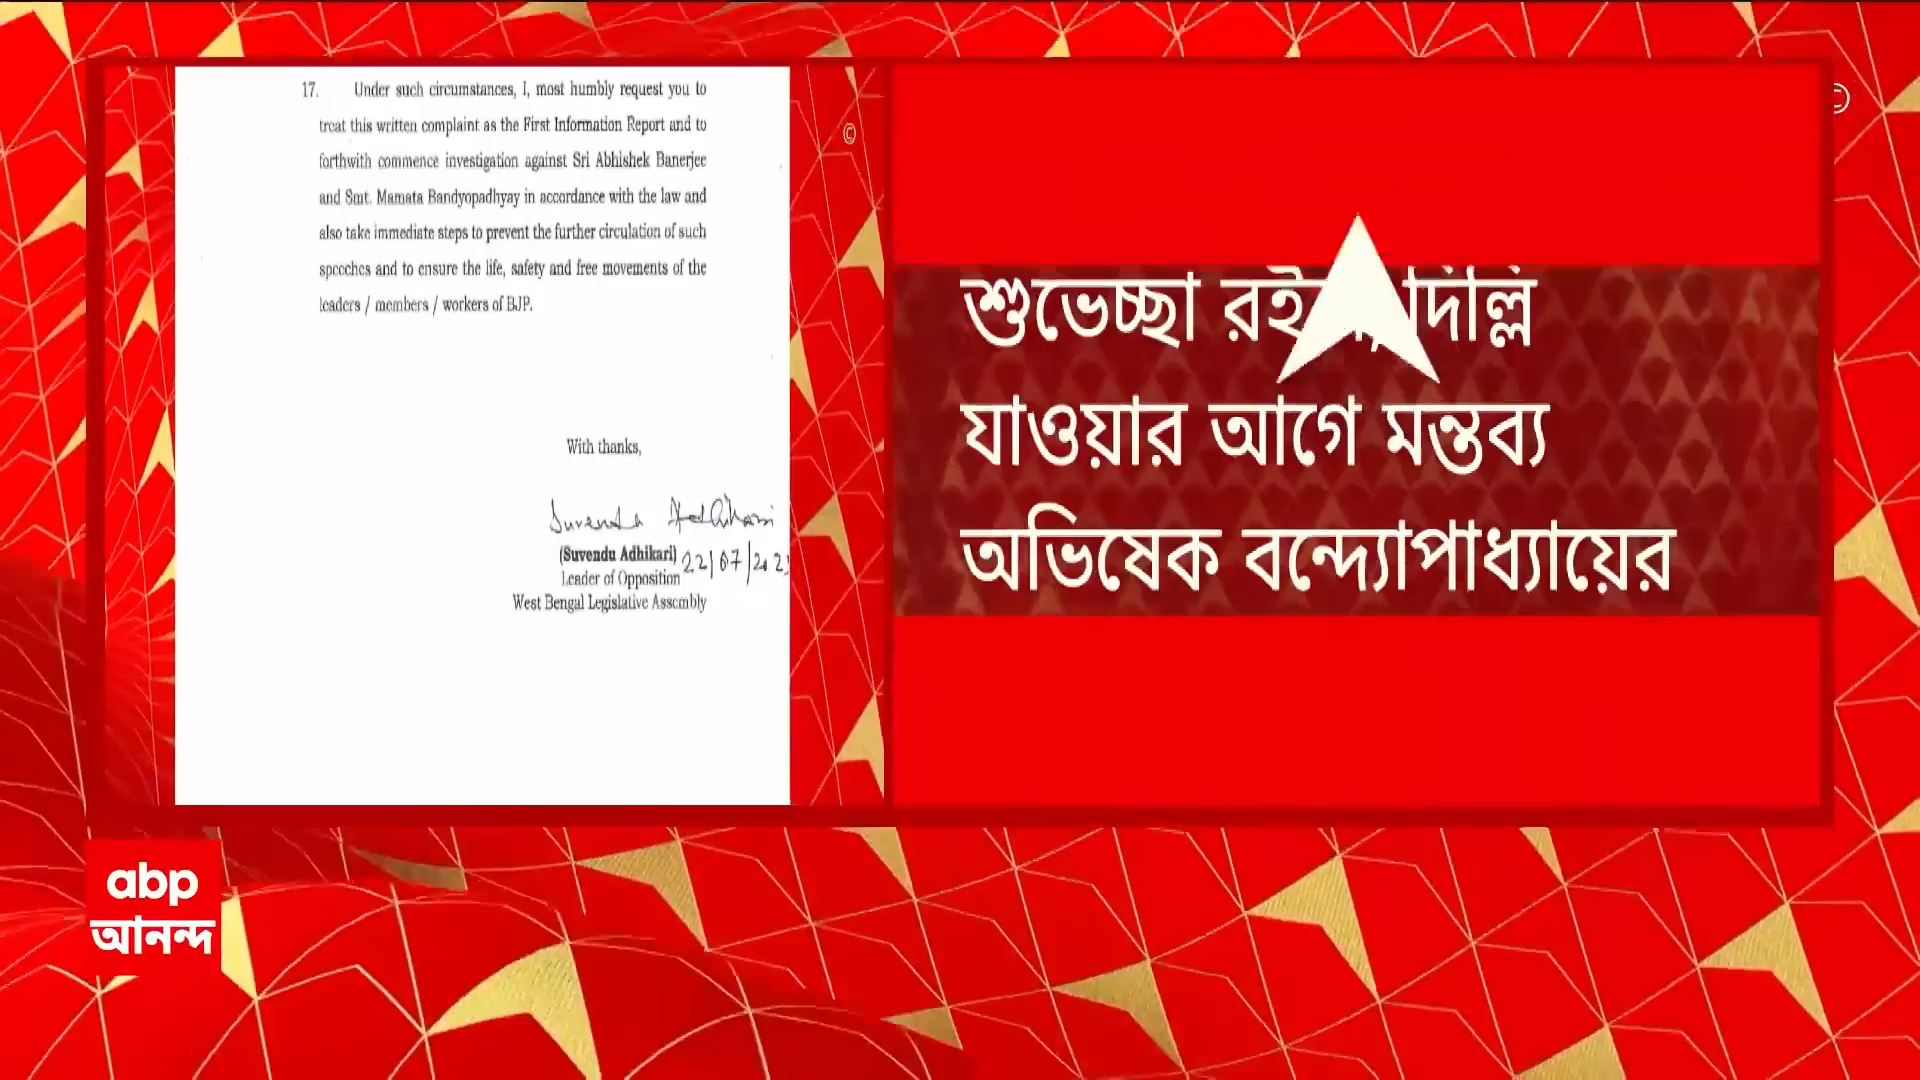 17. Under such circumstances, I, most humbly request you to
treat this written complaint as the First Information Report and to
forthwith commence investigation against Sri Abhishek Banerjee
and Smt. Mamata Bandyopadhyay in accordance with the law and
also take immediate steps to prevent the further circulation of such
speeches and to ensure the life, safety and free movements of the
leaders / members / workers of BJP.
With thanks,
Suvendu Adhikari
(Suvendu Adhikari) 22/07/202
Leader of Opposition
West Bengal Legislative Assembly
©
©
শুভেচ্ছা দিল্লি
যাওয়ার আগে মন্তব্য
অভিষেক বন্দ্যোপাধ্যায়ের
abp
আনন্দ